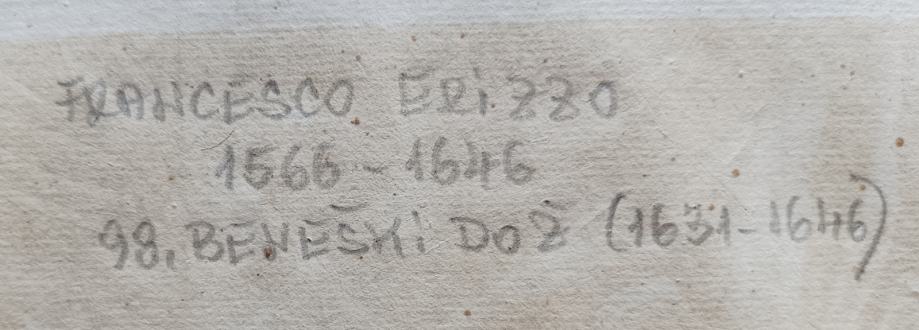 FRANCESCO ERIZZO
1566 - 1646
98. BENEŠKI DOŽ (1631-1646)